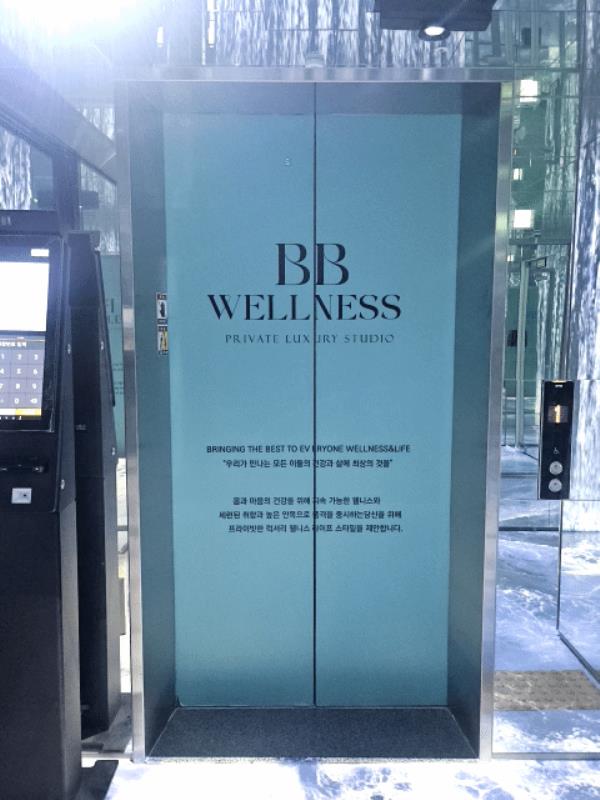 BB
WELLNESS
PRIVATE LUXURY STUDIO
BRINGING THE BEST TO EVERYONE WELLNESS&LIFE
"우리가 만나는 모든 이들의 건강과 삶에 최상의 것을"
몸과 마음의 건강을 위해 지속 가능한 웰니스와
세련된 취향과 높은 안목으로 품격을 중시하는당신을 위해
프라이빗한 럭셔리 웰니스 라이프 스타일을 제안합니다.
1